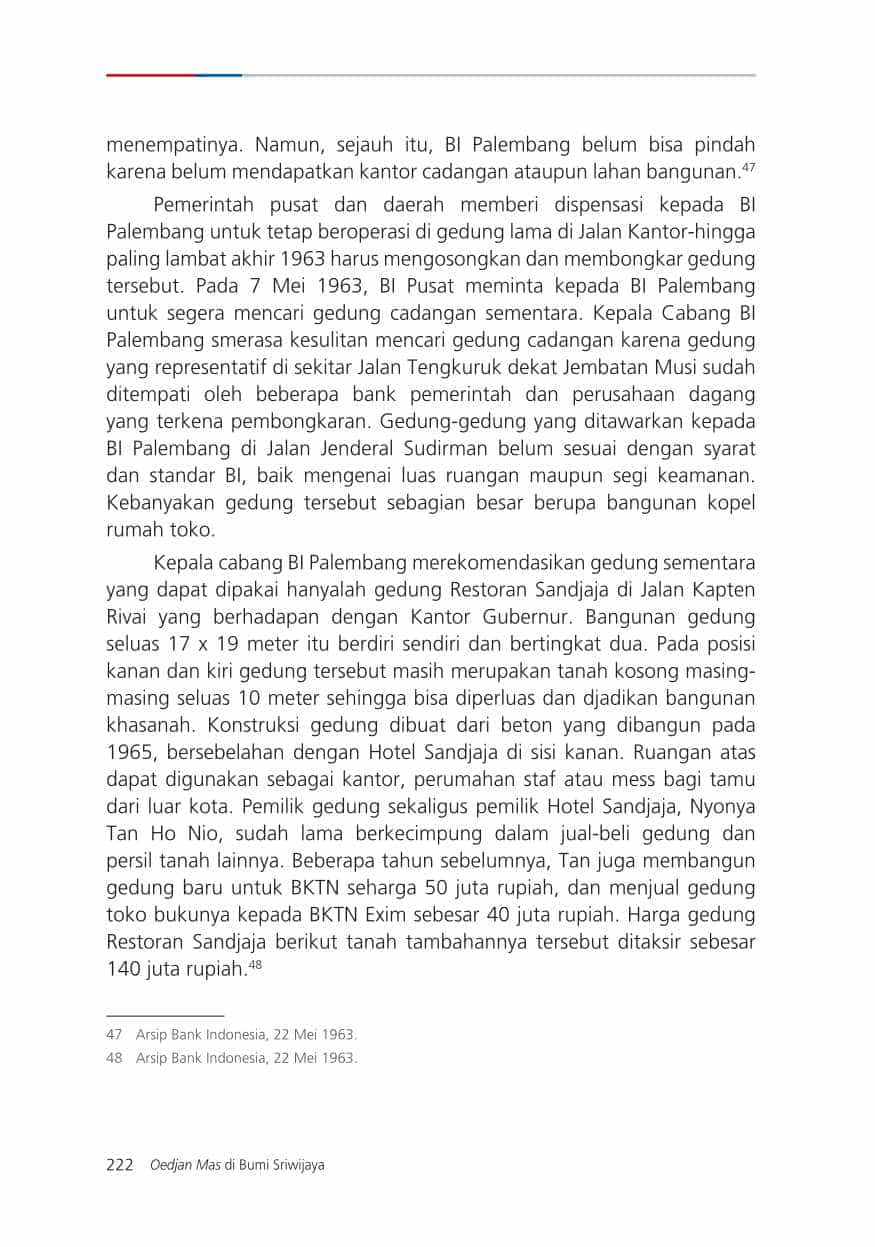 menempatinya. Namun, sejauh itu, BI Palembang belum bisa pindah
karena belum mendapatkan kantor cadangan ataupun lahan bangunan.47
Pemerintah pusat dan daerah memberi dispensasi kepada BI
Palembang untuk tetap beroperasi di gedung lama di Jalan Kantor-hingga
paling lambat akhir 1963 harus mengosongkan dan membongkar gedung
tersebut. Pada 7 Mei 1963, BI Pusat meminta kepada BI Palembang
untuk segera mencari gedung cadangan sementara. Kepala Cabang BI
Palembang smerasa kesulitan mencari gedung cadangan karena gedung
yang representatif di sekitar Jalan Tengkuruk dekat Jembatan Musi sudah
ditempati oleh beberapa bank pemerintah dan perusahaan dagang
yang terkena pembongkaran. Gedung-gedung yang ditawarkan kepada
BI Palembang di Jalan Jenderal Sudirman belum sesuai dengan syarat
dan standar BI, baik mengenai luas ruangan maupun segi keamanan.
Kebanyakan gedung tersebut sebagian besar berupa bangunan kopel
rumah toko.
Kepala cabang BI Palembang merekomendasikan gedung sementara
yang dapat dipakai hanyalah gedung Restoran Sandjaja di Jalan Kapten
Rivai yang berhadapan dengan Kantor Gubernur. Bangunan gedung
seluas 17 x 19 meter itu berdiri sendiri dan bertingkat dua. Pada posisi
kanan dan kiri gedung tersebut masih merupakan tanah kosong masing-
masing seluas 10 meter sehingga bisa diperluas dan djadikan bangunan
khasanah. Konstruksi gedung dibuat dari beton yang dibangun pada
1965, bersebelahan dengan Hotel Sandjaja di sisi kanan. Ruangan atas
dapat digunakan sebagai kantor, perumahan staf atau mess bagi tamu
dari luar kota. Pemilik gedung sekaligus pemilik Hotel Sandjaja, Nyonya
Tan Ho Nio, sudah lama berkecimpung dalam jual-beli gedung dan
persil tanah lainnya. Beberapa tahun sebelumnya, Tan juga membangun
gedung baru untuk BKTN seharga 50 juta rupiah, dan menjual gedung
toko bukunya kepada BKTN Exim sebesar 40 juta rupiah. Harga gedung
Restoran Sandjaja berikut tanah tambahannya tersebut ditaksir sebesar
140 juta rupiah.48
47 Arsip Bank Indonesia, 22 Mei 1963.
48 Arsip Bank Indonesia, 22 Mei 1963.
222 Oedjan Mas di Bumi Sriwijaya